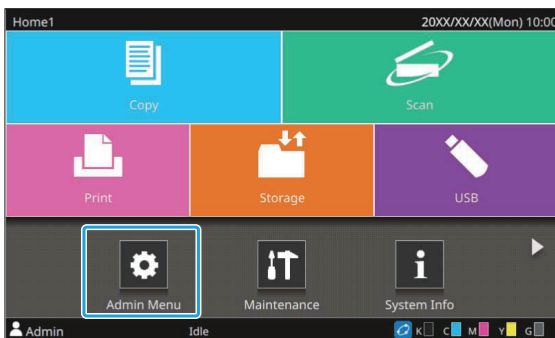 Home1 20XX/XX/XX(Mon) 10:00
Copy Scan
Print Storage USB
Admin Menu Maintenance System Info
Admin Idle K C M Y G